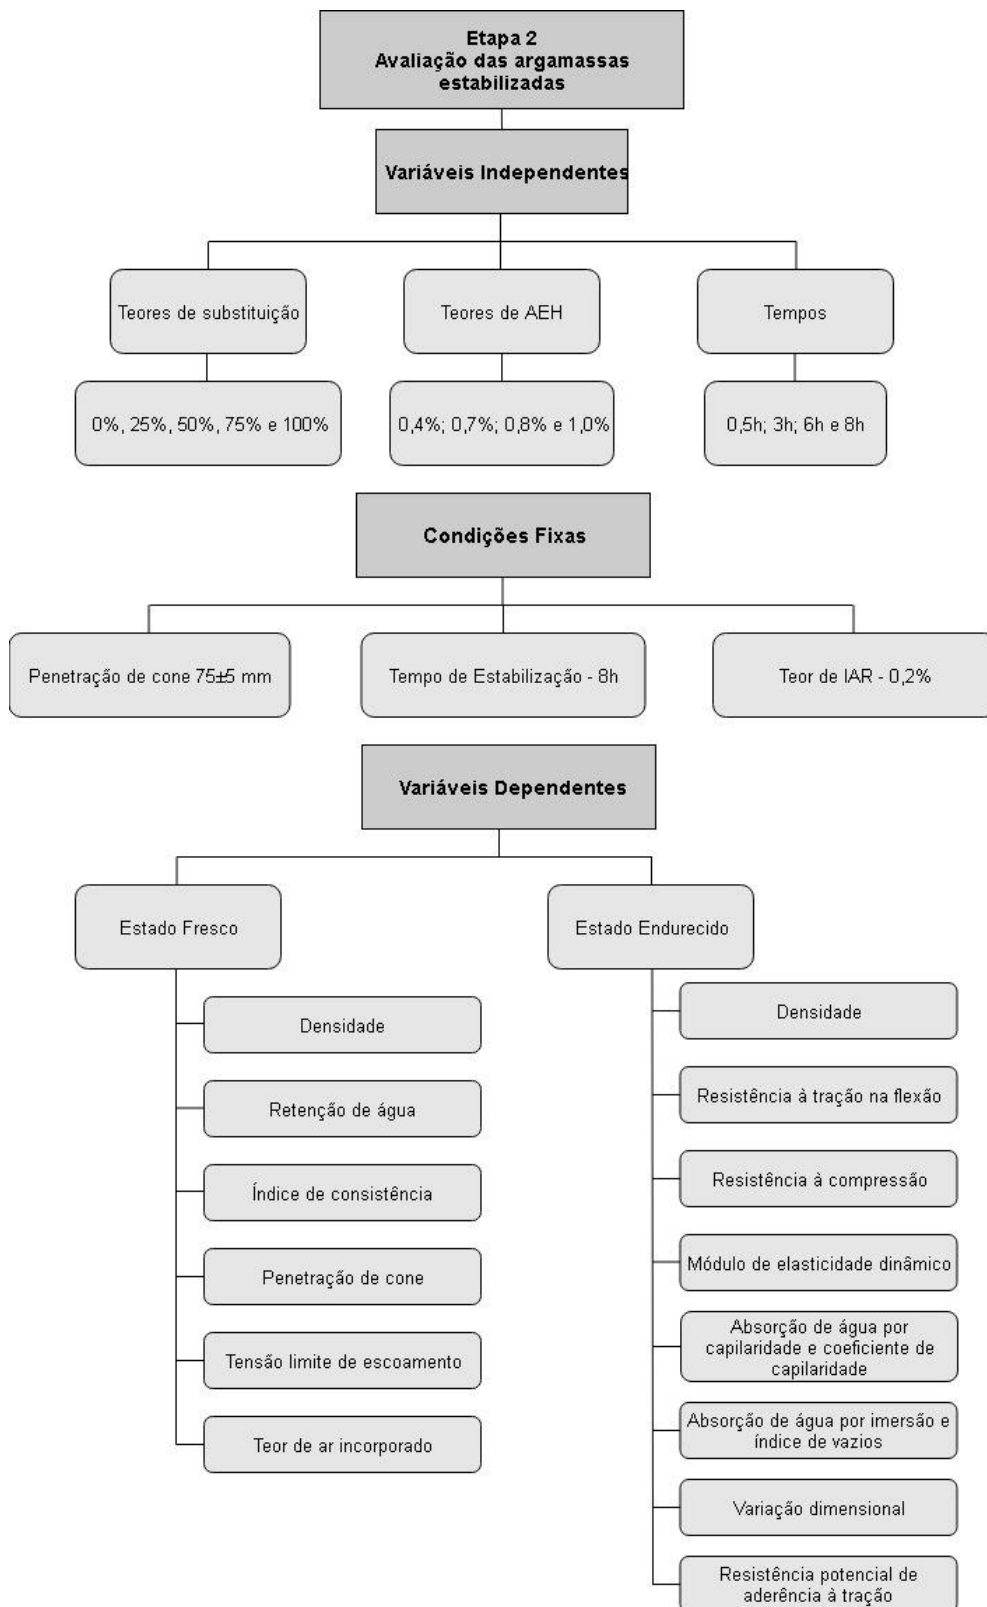 Etapa 2
Avaliação das argamassas
estabilizadas
Variáveis Independentes
Teores de substituição
Teores de AEH
Tempos
0%, 25%, 50%, 75% e 100%
0,4%; 0,7%; 0,8% e 1,0%
0,5h; 3h; 6h e 8h
Condições Fixas
Penetração de cone 75±5 mm
Tempo de Estabilização - 8h
Teor de IAR - 0,2%
Variáveis Dependentes
Estado Fresco
Densidade
Retenção de água
Índice de consistência
Penetração de cone
Tensão limite de escoamento
Teor de ar incorporado
Estado Endurecido
Densidade
Resistência à tração na flexão
Resistência à compressão
Módulo de elasticidade dinâmico
Absorção de água por
capilaridade e coeficiente de
capilaridade
Absorção de água por imersão e
índice de vazios
Variação dimensional
Resistência potencial de
aderência à tração